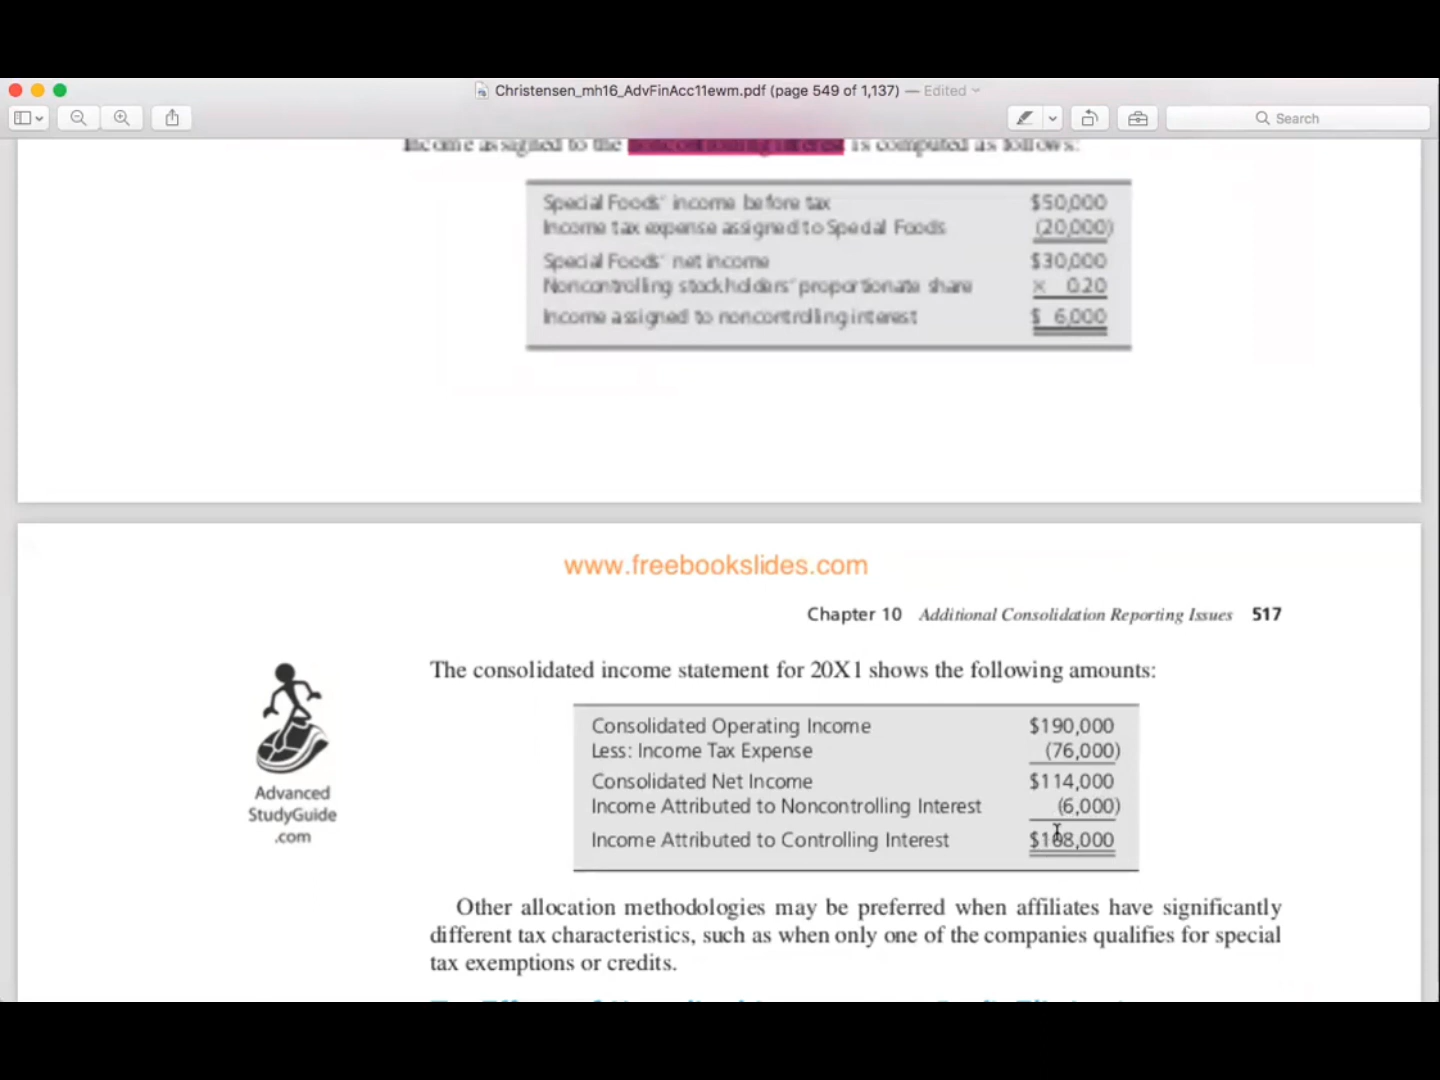 Christensen_mh16_AdvFinAcc11ewm.pdf (page 549 of 1,137) — Edited
Search
Income assigned to the noncontrolling interest is computed as follows:
Special Foods' income before tax $50,000
Income tax expense assigned to Special Foods (20,000)
Special Foods' net income $30,000
Noncontrolling stockholders' proportionate share × 0.20
Income assigned to noncontrolling interest $ 6,000
www.freebookslides.com
Chapter 10 Additional Consolidation Reporting Issues 517
The consolidated income statement for 20X1 shows the following amounts:
Advanced
StudyGuide
.com
Consolidated Operating Income $190,000
Less: Income Tax Expense (76,000)
Consolidated Net Income $114,000
Income Attributed to Noncontrolling Interest (6,000)
Income Attributed to Controlling Interest $108,000
Other allocation methodologies may be preferred when affiliates have significantly
different tax characteristics, such as when only one of the companies qualifies for special
tax exemptions or credits.